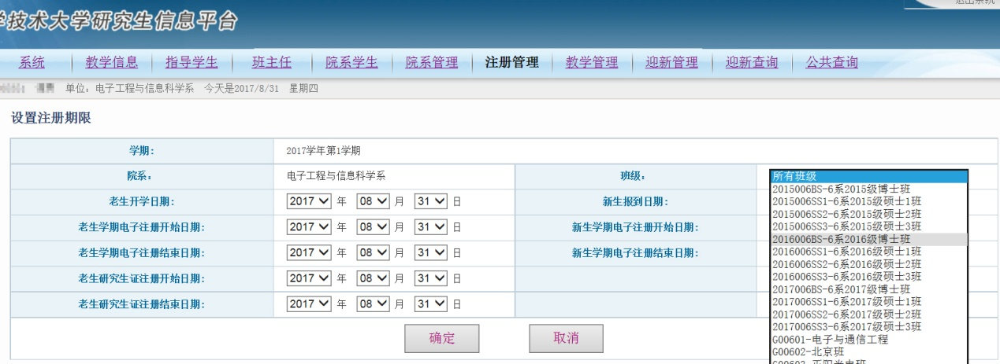 学技术大学研究生信息平台
退出系统
系统 教学信息 指导学生 班主任 院系学生 院系管理 注册管理 教学管理 迎新管理 迎新查询 公共查询
单位: 电子工程与信息科学系 今天是2017/8/31 星期四
设置注册期限
学期: 2017学年第1学期
院系: 电子工程与信息科学系 班级: 所有班级
2015006BS-6系2015级博士班
老生开学日期: 2017 年 08 月 31 日 新生报到日期:
2015006SS1-6系2015级硕士1班
2015006SS2-6系2015级硕士2班
老生学期电子注册开始日期: 2017 年 08 月 31 日 新生学期电子注册开始日期:
2015006SS3-6系2015级硕士3班
2016006BS-6系2016级博士班
老生学期电子注册结束日期: 2017 年 08 月 31 日 新生学期电子注册结束日期:
2016006SS1-6系2016级硕士1班
2016006SS2-6系2016级硕士2班
老生研究生证注册开始日期: 2017 年 08 月 31 日
2016006SS3-6系2016级硕士3班
2017006BS-6系2017级博士班
老生研究生证注册结束日期: 2017 年 08 月 31 日
2017006SS1-6系2017级硕士1班
2017006SS2-6系2017级硕士2班
2017006SS3-6系2017级硕士3班
确定 取消
G00601-电子与通信工程
G00602-北京班